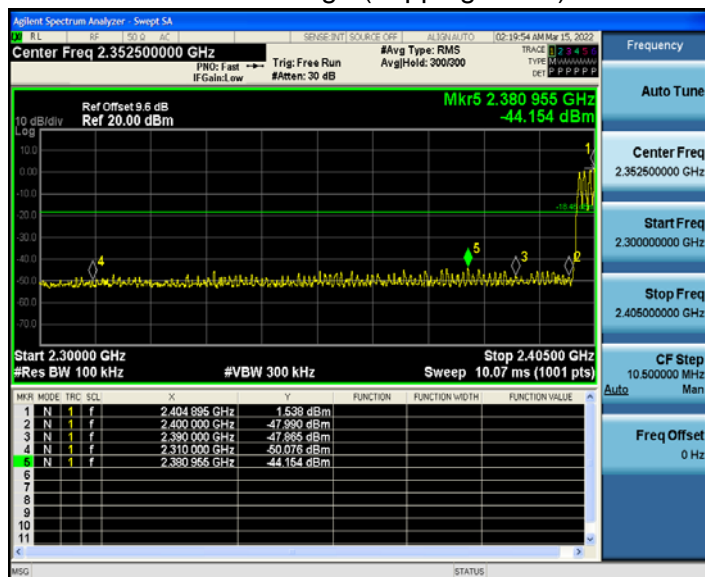 Agilent Spectrum Analyzer - Swept SA
RL RF 50 Ω AC SENSE:INT SOURCE OFF ALIGN AUTO 02:19:54 AM Mar 15, 2022
Center Freq 2.352500000 GHz
PNO: Fast
IFGain:Low
Trig: Free Run
#Atten: 30 dB
#Avg Type: RMS
Avg|Hold: 300/300
TRACE 1 2 3 4 5 6
TYPE M
DET P P P P P P
Ref Offset 9.6 dB
Ref 20.00 dBm
10 dB/div
Log
Mkr5 2.380 955 GHz
-44.154 dBm
10.0
0.00
-10.0
-20.0
-30.0
-40.0
-50.0
-60.0
-70.0
1
4
5
3
2
Start 2.30000 GHz
Stop 2.40500 GHz
#Res BW 100 kHz
#VBW 300 kHz
Sweep 10.07 ms (1001 pts)
MKR MODE TRC SCL X Y FUNCTION FUNCTION WIDTH FUNCTION VALUE
1 N 1 f 2.404 895 GHz 1.538 dBm
2 N 1 f 2.400 000 GHz -47.990 dBm
3 N 1 f 2.390 000 GHz -47.865 dBm
4 N 1 f 2.310 000 GHz -50.076 dBm
5 N 1 f 2.380 955 GHz -44.154 dBm
6
7
8
9
10
11
MSG
STATUS
Frequency
Auto Tune
Center Freq
2.352500000 GHz
Start Freq
2.300000000 GHz
Stop Freq
2.405000000 GHz
CF Step
10.500000 MHz
Auto Man
Freq Offset
0 Hz